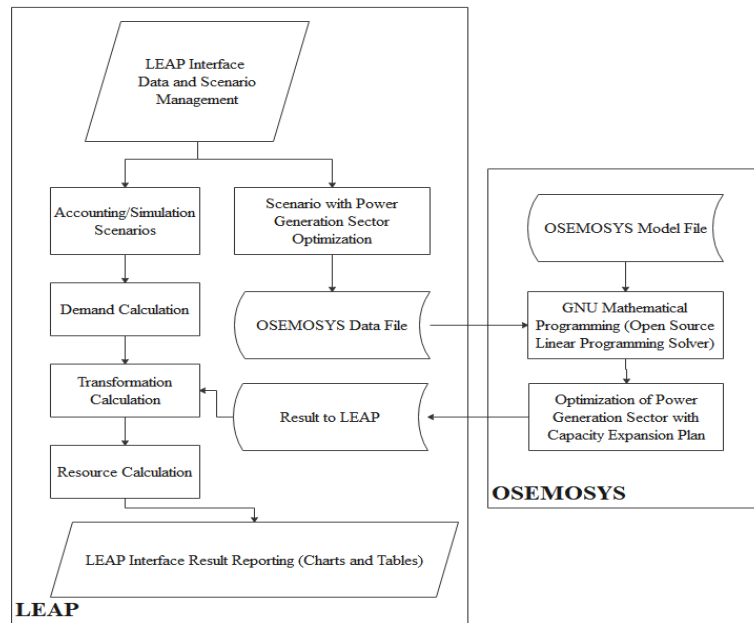 LEAP Interface
Data and Scenario
Management
Accounting/Simulation
Scenarios
Scenario with Power
Generation Sector
Optimization
OSEMOSYS Model File
Demand Calculation
OSEMOSYS Data File
GNU Mathematical
Programming (Open Source
Linear Programming Solver)
Transformation
Calculation
Result to LEAP
Optimization of Power
Generation Sector with
Capacity Expansion Plan
Resource Calculation
OSEMOSYS
LEAP Interface Result Reporting (Charts and Tables)
LEAP